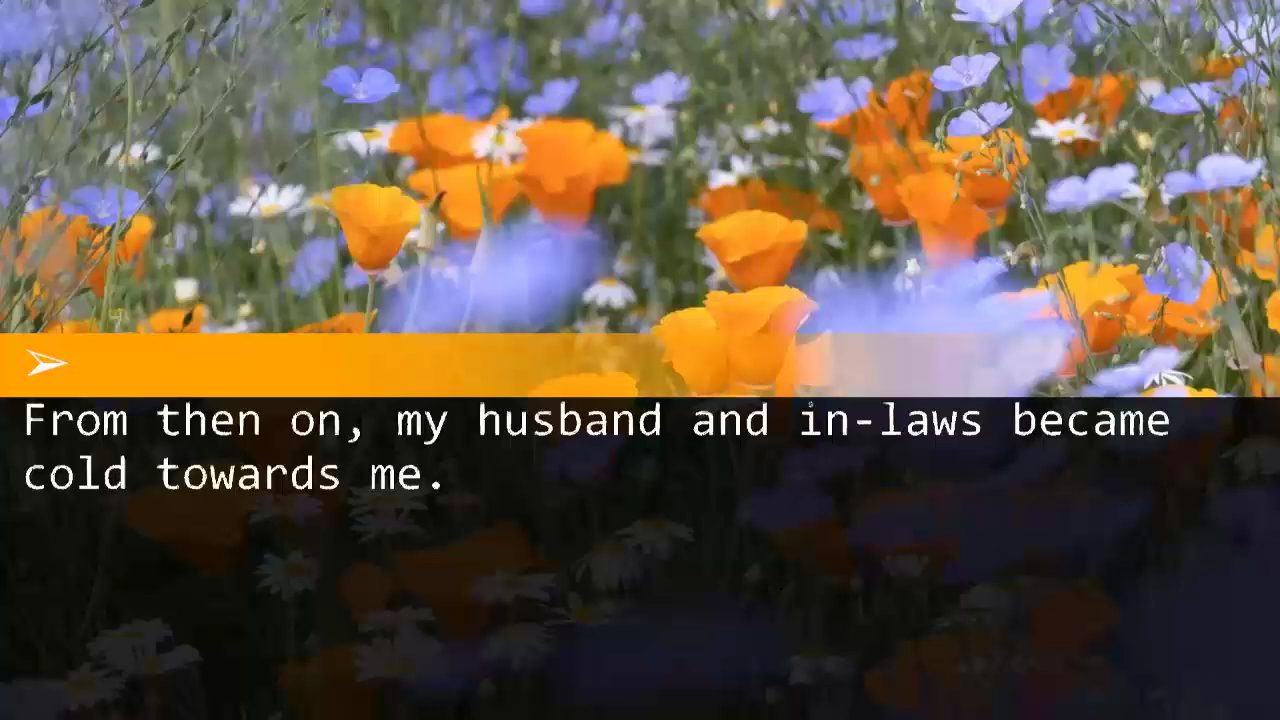 From then on, my husband and in-laws became
cold towards me.